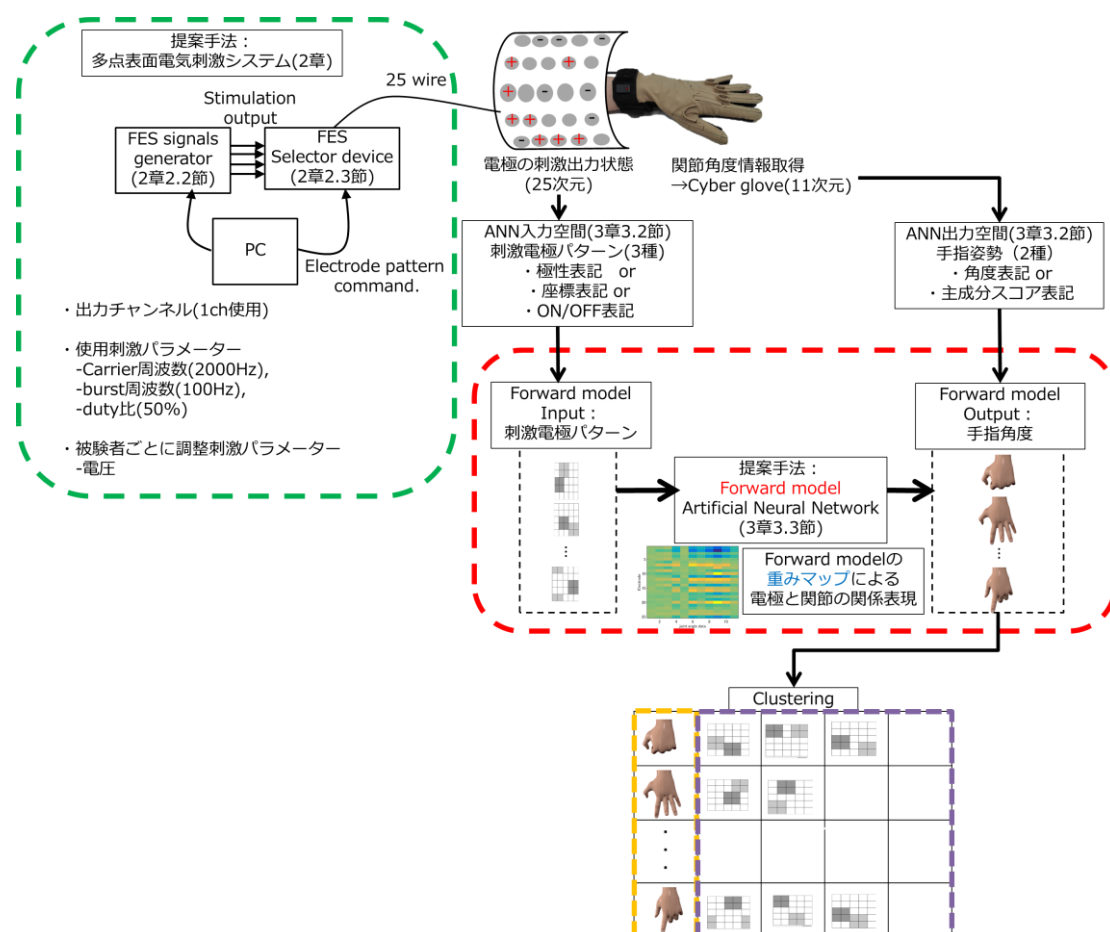 提案手法：
多点表面電気刺激システム(2章)
25 wire
Stimulation
output
FES signals
generator
(2章2.2節)
FES
Selector device
(2章2.3節)
PC
Electrode pattern
command.
・出力チャンネル(1ch使用)
・使用刺激パラメーター
-Carrier周波数(2000Hz),
-burst周波数(100Hz),
-duty比(50%)
・被験者ごとに調整刺激パラメーター
-電圧
電極の刺激出力状態
(25次元)
関節角度情報取得
→Cyber glove(11次元)
ANN入力空間(3章3.2節)
刺激電極パターン(3種)
・極性表記 or
・座標表記 or
・ON/OFF表記
ANN出力空間(3章3.2節)
手指姿勢（2種）
・角度表記 or
・主成分スコア表記
Forward model
Input：
刺激電極パターン
提案手法：
Forward model
Artificial Neural Network
(3章3.3節)
Forward model
Output：
手指角度
Forward modelの
重みマップによる
電極と関節の関係表現
Clustering